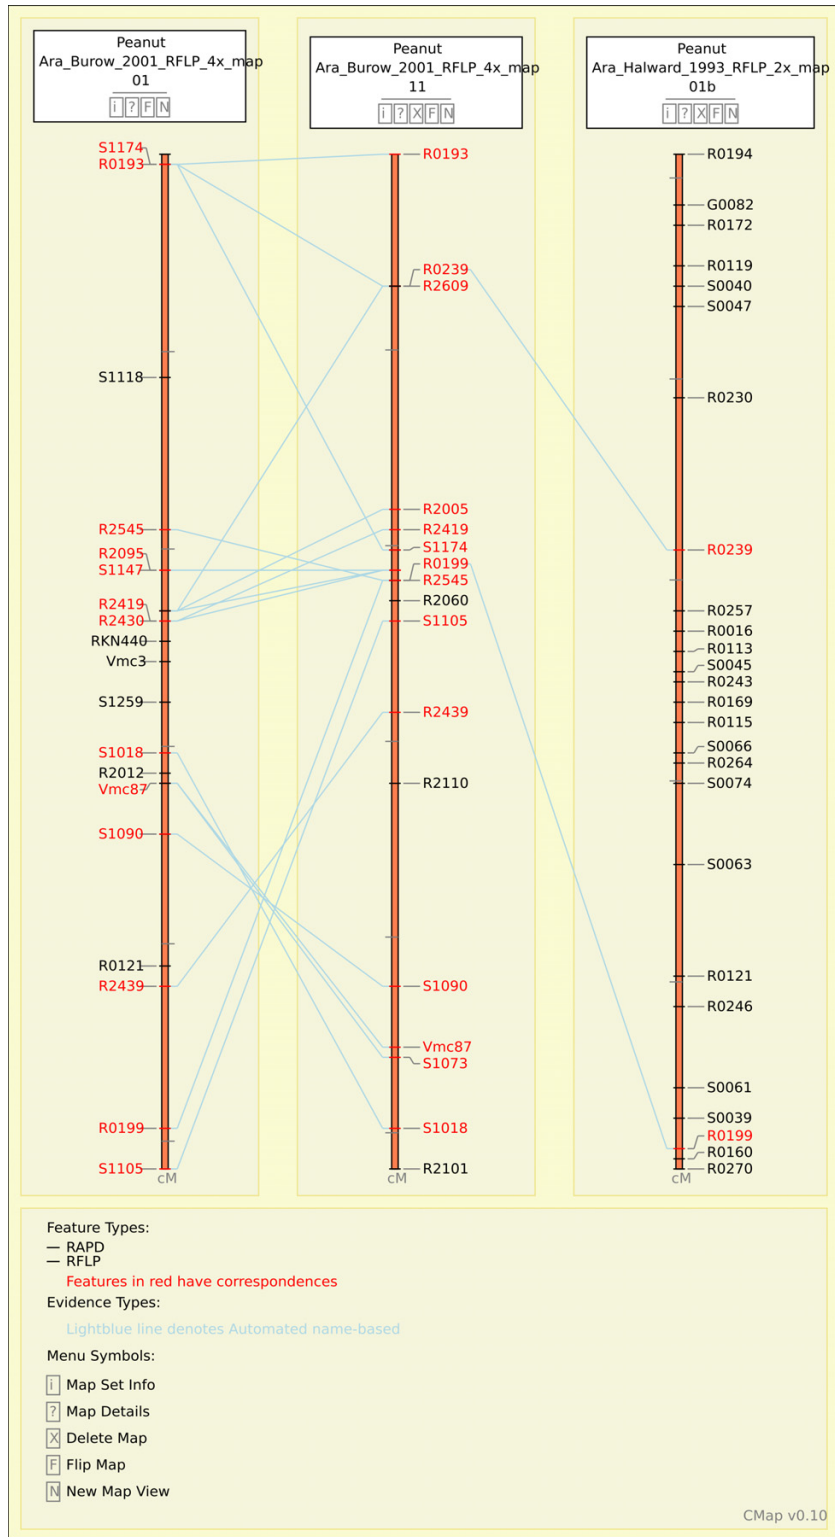 Peanut
Ara_Burow_2001_RFLP_4x_map
01
i ? F N
S1174
R0193
S1118
R2545
R2095
S1147
R2419
R2430
RKN440
Vmc3
S1259
S1018
R2012
Vmc87
S1090
R0121
R2439
R0199
S1105
cM
Peanut
Ara_Burow_2001_RFLP_4x_map
11
i ? X F N
R0193
R0239
R2609
R2005
R2419
S1174
R0199
R2545
R2060
S1105
R2439
R2110
S1090
Vmc87
S1073
S1018
R2101
cM
Peanut
Ara_Halward_1993_RFLP_2x_map
01b
i ? X F N
R0194
G0082
R0172
R0119
S0040
S0047
R0230
R0239
R0257
R0016
R0113
S0045
R0243
R0169
R0115
S0066
R0264
S0074
S0063
R0121
R0246
S0061
S0039
R0199
R0160
R0270
cM
Feature Types:
RAPD
RFLP
Features in red have correspondences
Evidence Types:
Lightblue line denotes Automated name-based
Menu Symbols:
i Map Set Info
? Map Details
X Delete Map
F Flip Map
N New Map View
CMap v0.10